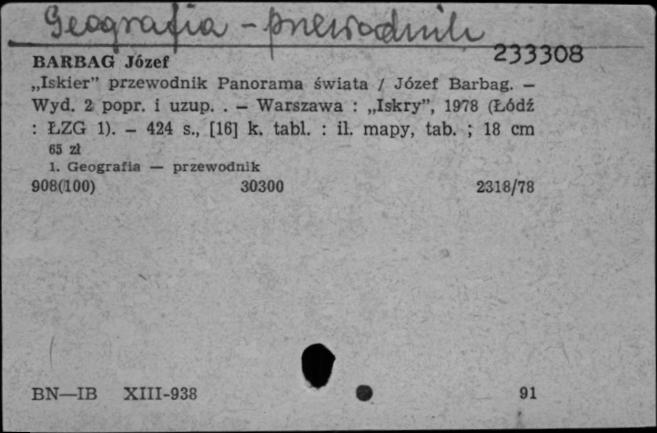 Geografia - przewodnik
233308
BARBAG Józef
„Iskier” przewodnik Panorama świata / Józef Barbag. —
Wyd. 2 popr. i uzup. . — Warszawa : „Iskry”, 1978 (Łódź
: ŁZG 1). — 424 s., [16] k. tabl. : il. mapy, tab. ; 18 cm
65 zł
1. Geografia — przewodnik
908(100) 30300 2318/78
BN—IB XIII-938 91